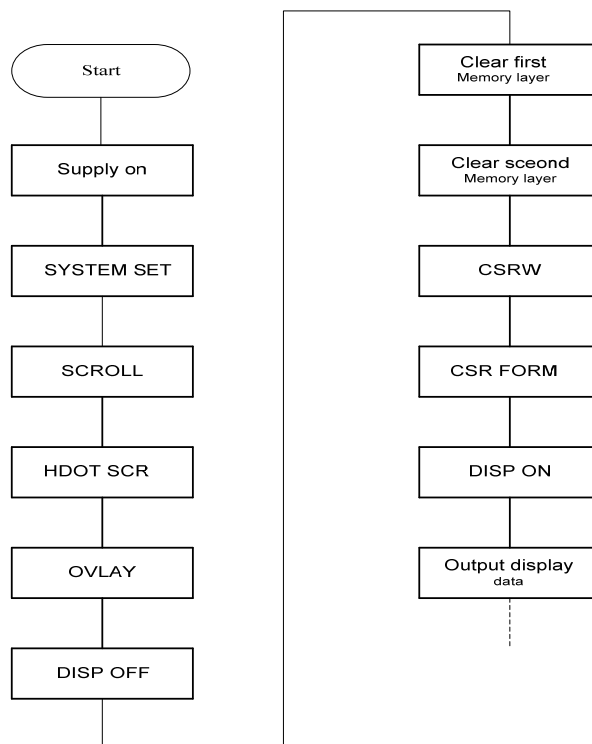 Start
Supply on
SYSTEM SET
SCROLL
HDOT SCR
OVLAY
DISP OFF
Clear first
Memory layer
Clear sceond
Memory layer
CSRW
CSR FORM
DISP ON
Output display
data